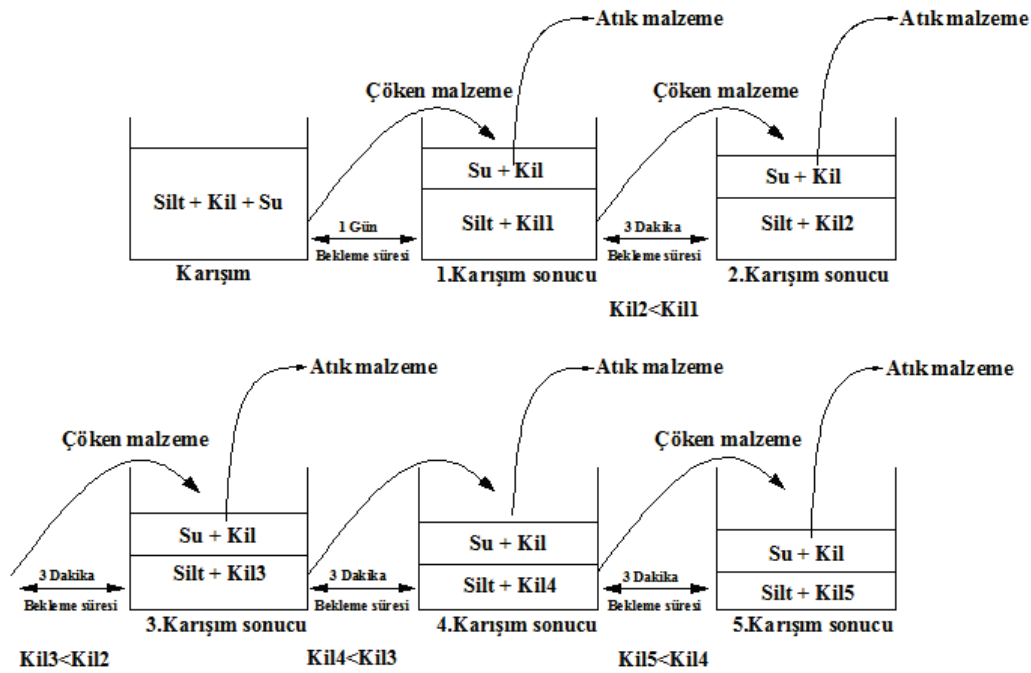 Atık malzeme
Atık malzeme
Çöken malzeme
Çöken malzeme
Silt + Kil + Su
Su + Kil
Su + Kil
Silt + Kil1
Silt + Kil2
1 Gün
Bekleme süresi
3 Dakika
Bekleme süresi
Karışım
1.Karışım sonucu
2.Karışım sonucu
Kil2<Kil1
Atık malzeme
Atık malzeme
Atık malzeme
Çöken malzeme
Çöken malzeme
Su + Kil
Su + Kil
Su + Kil
Silt + Kil3
Silt + Kil4
Silt + Kil5
3 Dakika
Bekleme süresi
3 Dakika
Bekleme süresi
3 Dakika
Bekleme süresi
3.Karışım sonucu
4.Karışım sonucu
5.Karışım sonucu
Kil3<Kil2
Kil4<Kil3
Kil5<Kil4